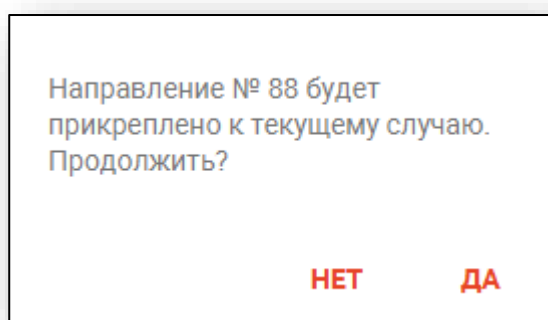 Направление № 88 будет
прикреплено к текущему случаю.
Продолжить?
НЕТ ДА